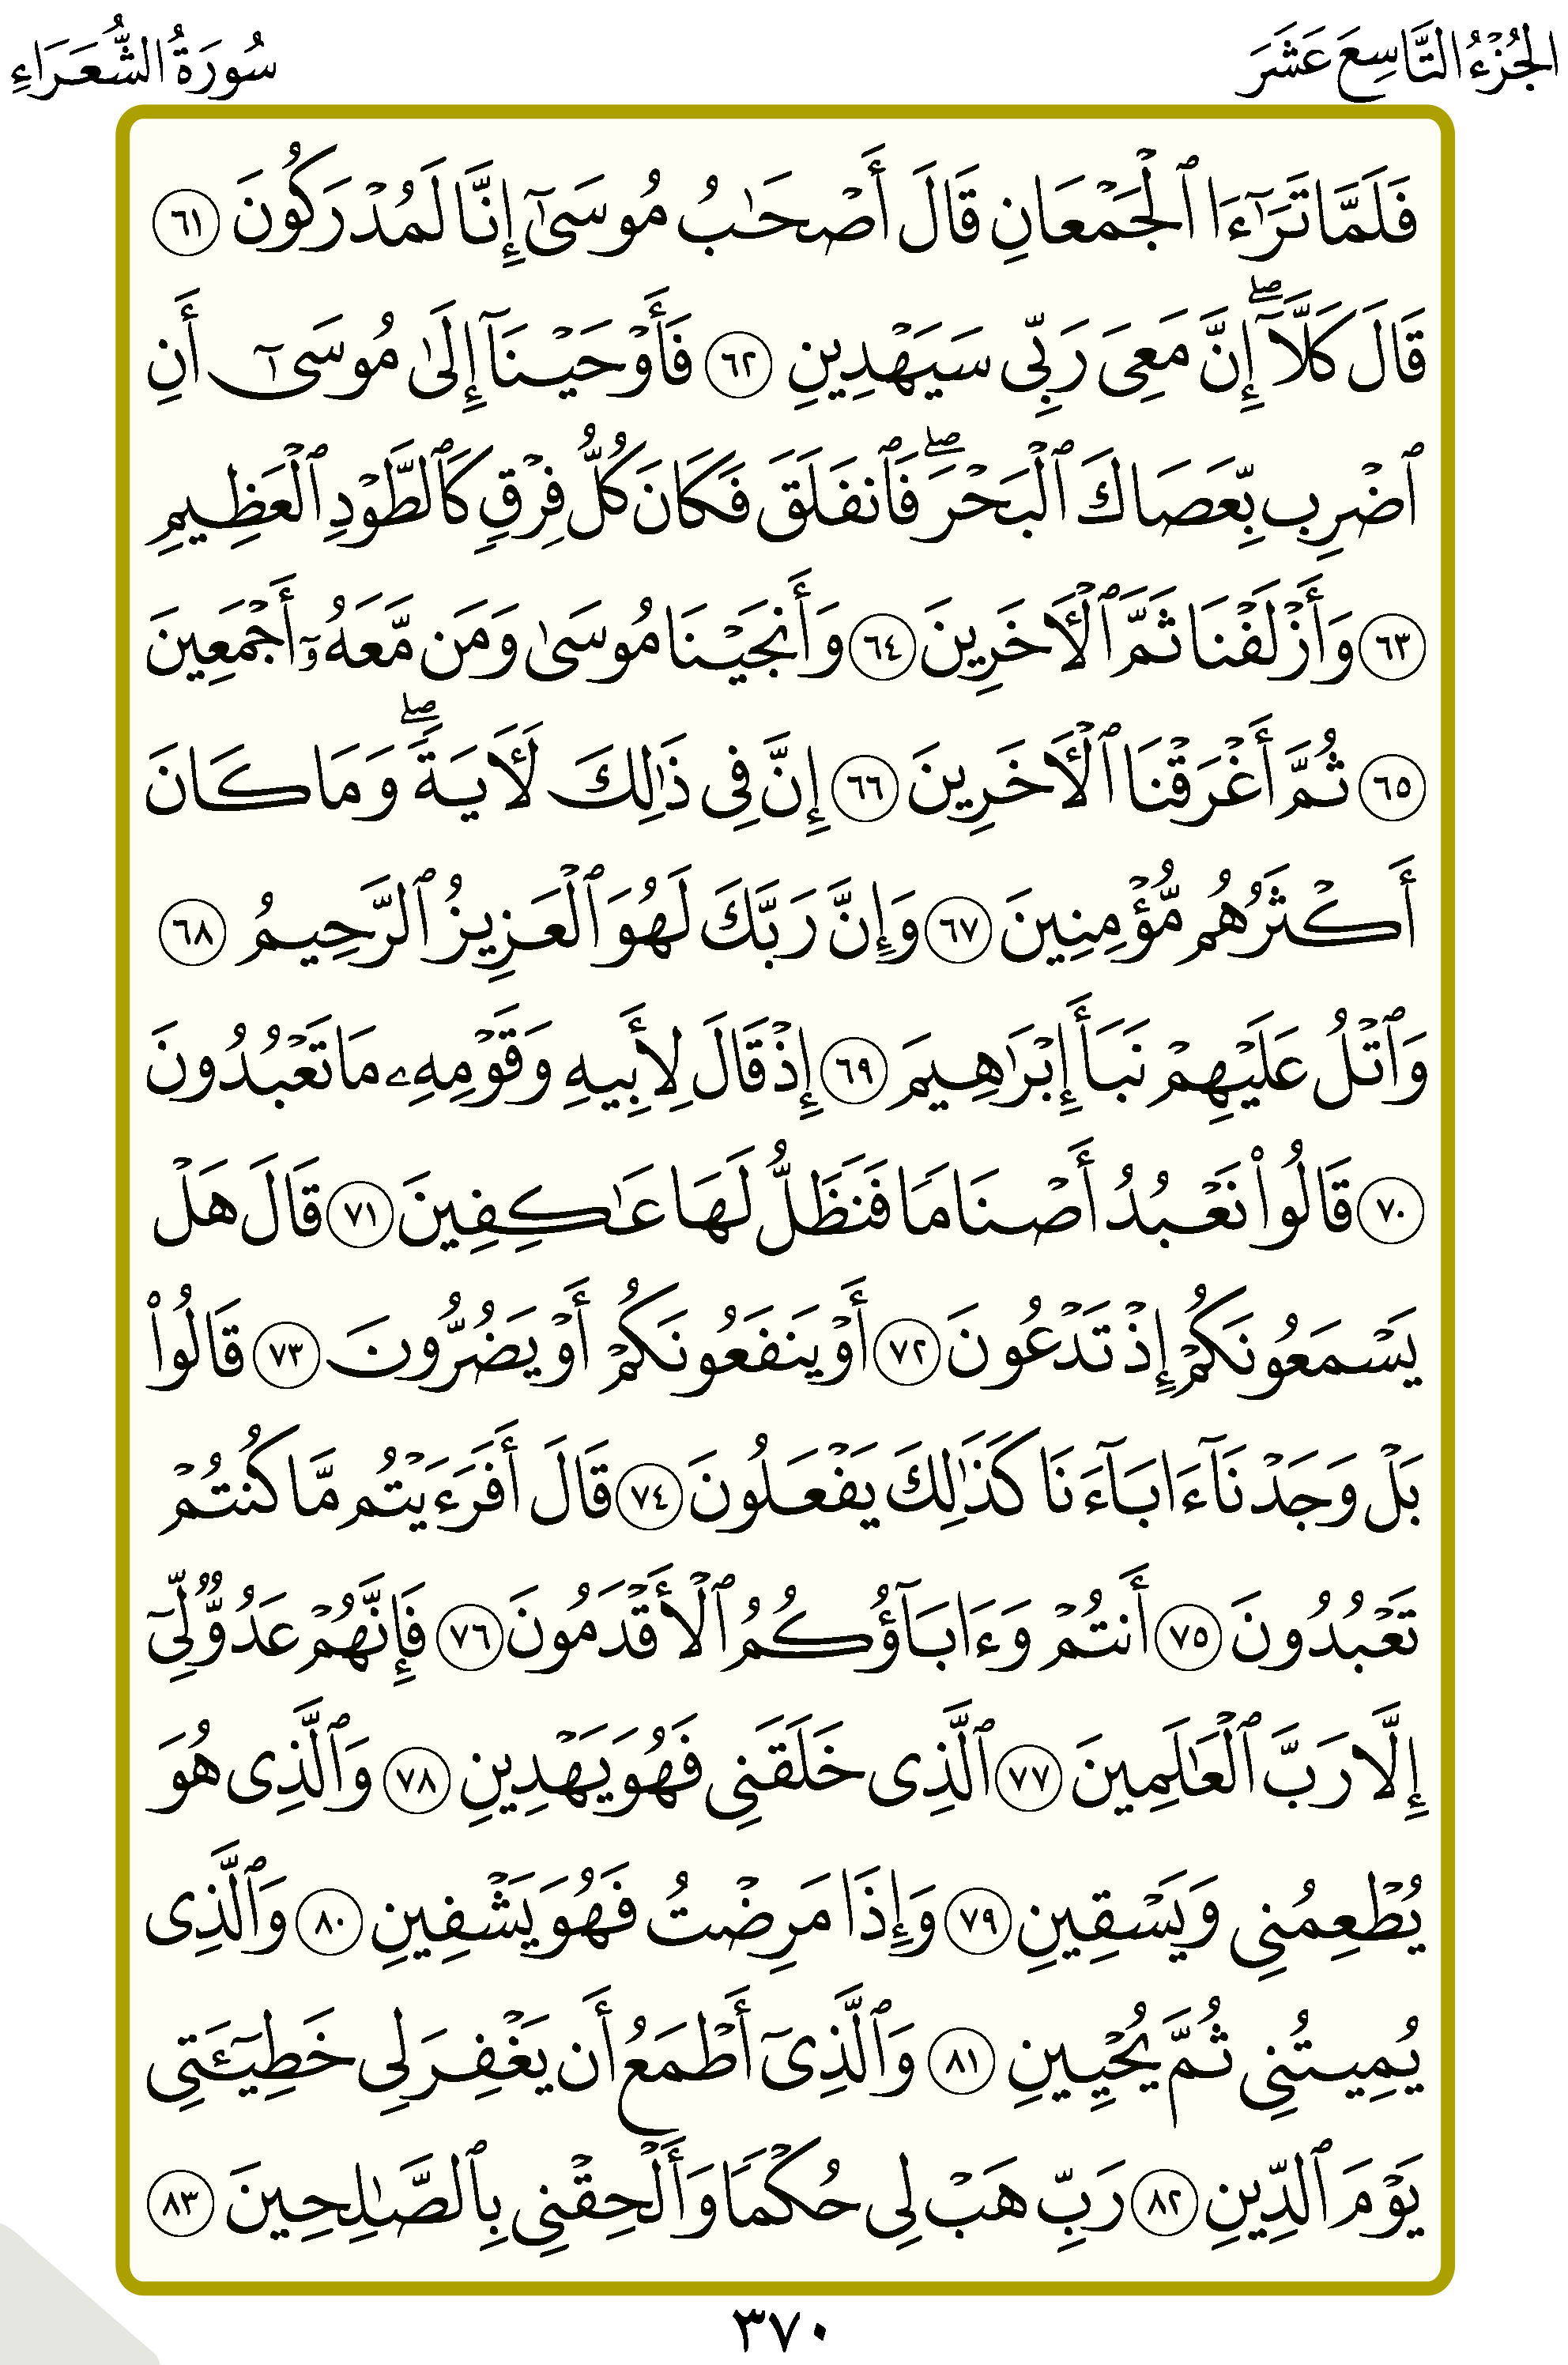 الجُزْءُ التَّاسِعَ عَشَرَ
سُورَةُ الشُّعَرَاءِ
فَلَمَّا تَرَٰٓءَا ٱلْجَمْعَانِ قَالَ أَصْحَٰبُ مُوسَىٰٓ إِنَّا لَمُدْرَكُونَ ٦١
قَالَ كَلَّآ ۖ إِنَّ مَعِىَ رَبِّى سَيَهْدِينِ ٦٢ فَأَوْحَيْنَآ إِلَىٰ مُوسَىٰٓ أَنِ
ٱضْرِب بِّعَصَاكَ ٱلْبَحْرَ ۖ فَٱنفَلَقَ فَكَانَ كُلُّ فِرْقٍ كَٱلطَّوْدِ ٱلْعَظِيمِ
٦٣ وَأَزْلَفْنَا ثَمَّ ٱلْءَاخَرِينَ ٦٤ وَأَنجَيْنَا مُوسَىٰ وَمَن مَّعَهُۥٓ أَجْمَعِينَ
٦٥ ثُمَّ أَغْرَقْنَا ٱلْءَاخَرِينَ ٦٦ إِنَّ فِى ذَٰلِكَ لَءَايَةً ۖ وَمَا كَانَ
أَكْثَرُهُم مُّؤْمِنِينَ ٦٧ وَإِنَّ رَبَّكَ لَهُوَ ٱلْعَزِيزُ ٱلرَّحِيمُ ٦٨
وَٱتْلُ عَلَيْهِمْ نَبَأَ إِبْرَٰهِيمَ ٦٩ إِذْ قَالَ لِأَبِيهِ وَقَوْمِهِۦ مَا تَعْبُدُونَ
٧٠ قَالُوا۟ نَعْبُدُ أَصْنَامًا فَنَظَلُّ لَهَا عَٰكِفِينَ ٧١ قَالَ هَلْ
يَسْمَعُونَكُمْ إِذْ تَدْعُونَ ٧٢ أَوْ يَنفَعُونَكُمْ أَوْ يَضُرُّونَ ٧٣ قَالُوا۟
بَلْ وَجَدْنَآ ءَابَآءَنَا كَذَٰلِكَ يَفْعَلُونَ ٧٤ قَالَ أَفَرَءَيْتُم مَّا كُنتُمْ
تَعْبُدُونَ ٧٥ أَنتُمْ وَءَابَآؤُكُمُ ٱلْأَقْدَمُونَ ٧٦ فَإِنَّهُمْ عَدُوٌّ لِّىٓ
إِلَّا رَبَّ ٱلْعَٰلَمِينَ ٧٧ ٱلَّذِى خَلَقَنِى فَهُوَ يَهْدِينِ ٧٨ وَٱلَّذِى هُوَ
يُطْعِمُنِى وَيَسْقِينِ ٧٩ وَإِذَا مَرِضْتُ فَهُوَ يَشْفِينِ ٨٠ وَٱلَّذِى
يُمِيتُنِى ثُمَّ يُحْيِينِ ٨١ وَٱلَّذِىٓ أَطْمَعُ أَن يَغْفِرَ لِى خَطِيٓـَٔتِى
يَوْمَ ٱلدِّينِ ٨٢ رَبِّ هَبْ لِى حُكْمًا وَأَلْحِقْنِى بِٱلصَّٰلِحِينَ ٨٣
٣٧٠